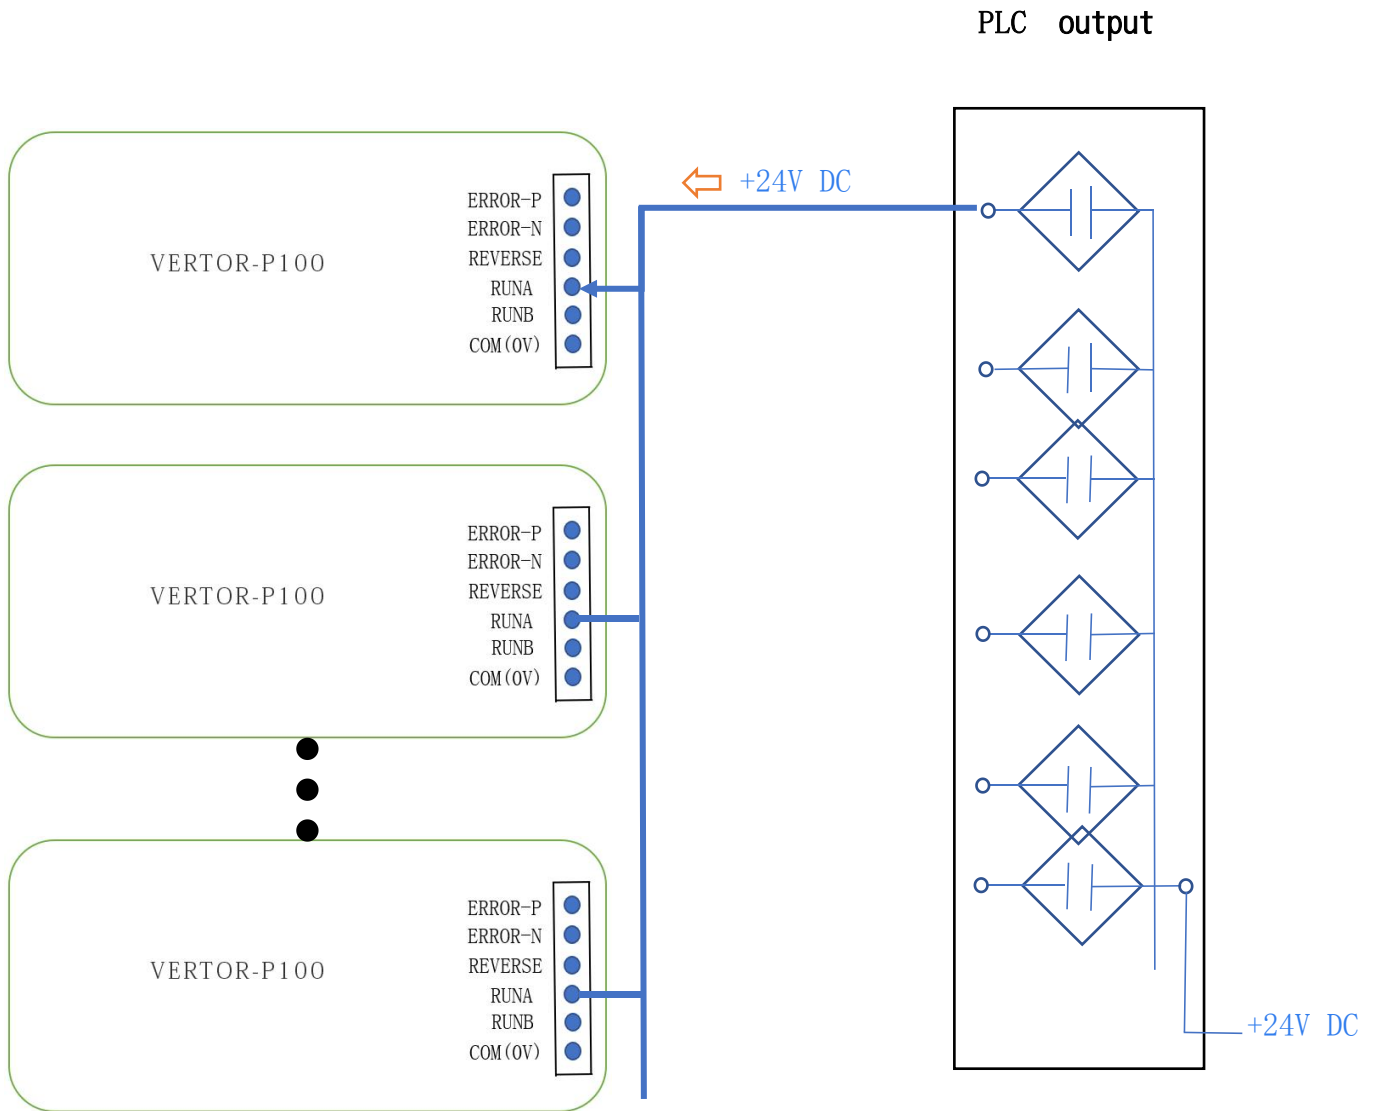 PLC output
+24V DC
ERROR-P
ERROR-N
VERTOR-P100
REVERSE
RUNA
RUNB
COM(0V)
ERROR-P
ERROR-N
VERTOR-P100
REVERSE
RUNA
RUNB
COM(0V)
ERROR-P
ERROR-N
VERTOR-P100
REVERSE
RUNA
RUNB
COM(0V)
+24V DC